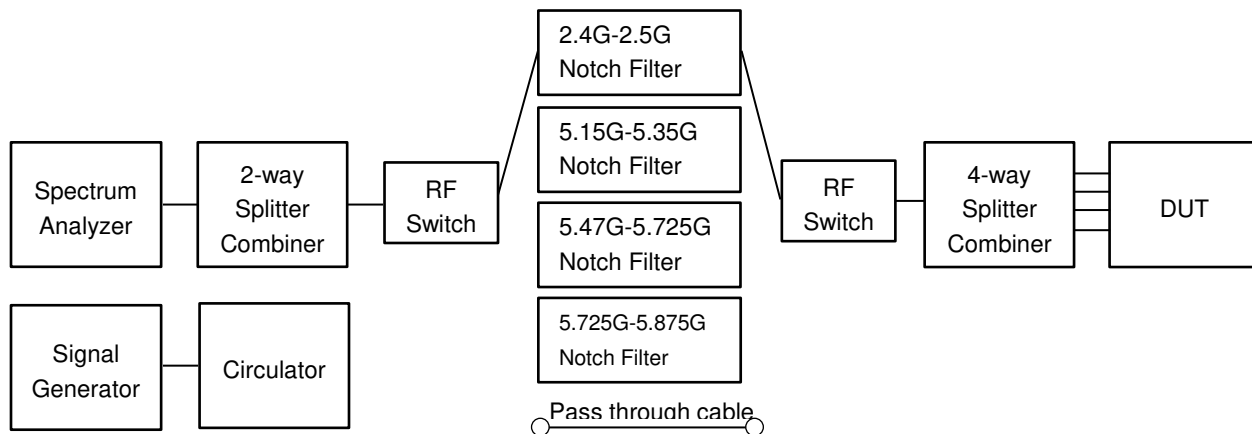 2.4G-2.5G
Notch Filter
5.15G-5.35G
Notch Filter
5.47G-5.725G
Notch Filter
5.725G-5.875G
Notch Filter
Pass through cable
Spectrum
Analyzer
2-way
Splitter
Combiner
RF
Switch
RF
Switch
4-way
Splitter
Combiner
DUT
Signal
Generator
Circulator